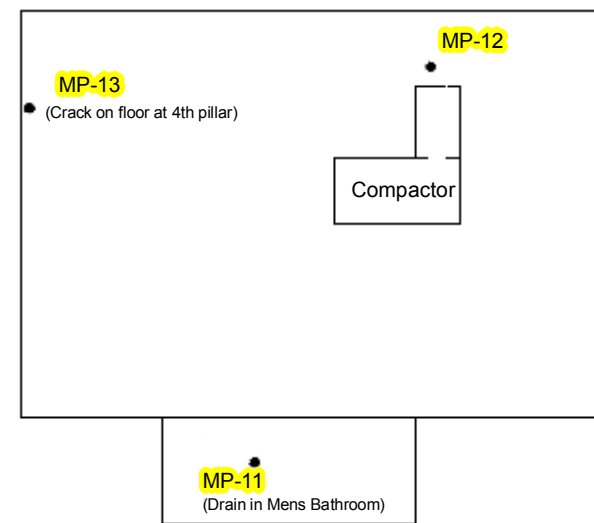 MP-12
MP-13
(Crack on floor at 4th pillar)
Compactor
MP-11
(Drain in Mens Bathroom)